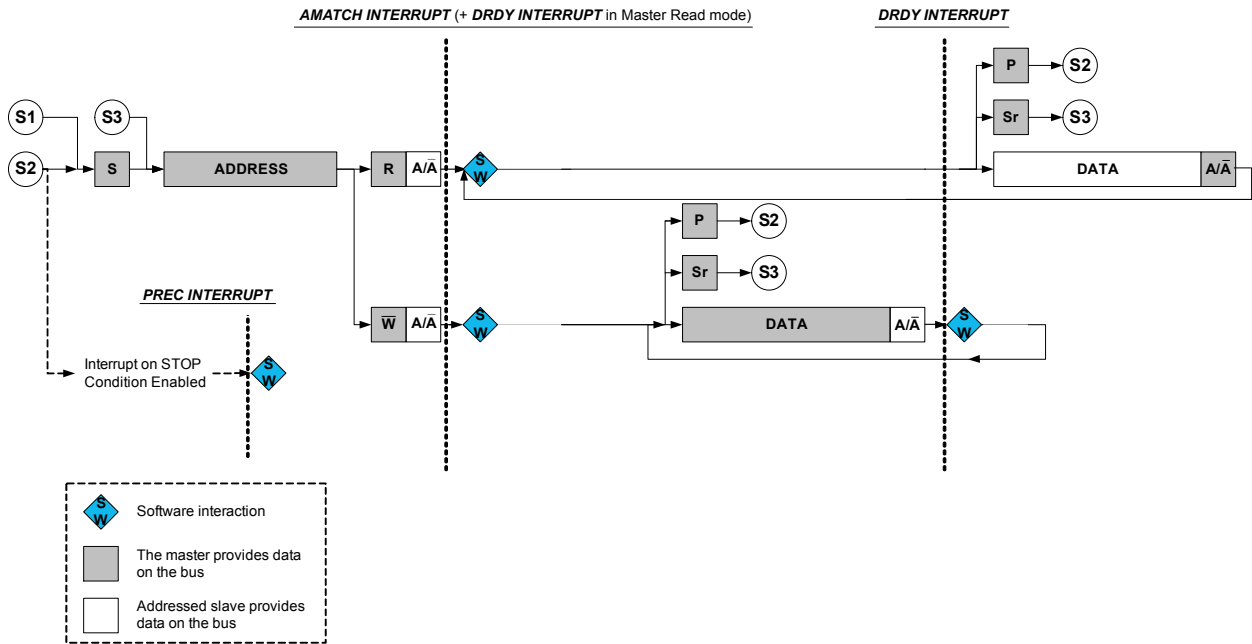 AMATCH INTERRUPT (+ DRDY INTERRUPT in Master Read mode)
DRDY INTERRUPT
P
S2
S1
S3
Sr
S3
S2
S
ADDRESS
R
A/A̅
S
W
DATA
A/A̅
P
S2
Sr
S3
PREC INTERRUPT
W̅
A/A̅
S
W
DATA
A/A̅
S
W
Interrupt on STOP
Condition Enabled
S
W
S
W
Software interaction
The master provides data
on the bus
Addressed slave provides
data on the bus